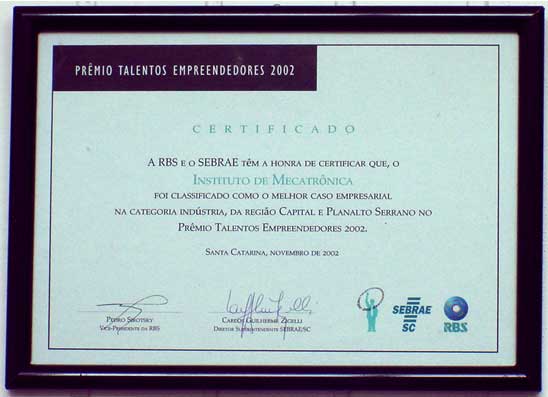 PRÊMIO TALENTOS EMPREENDEDORES 2002
CERTIFICADO
A RBS E O SEBRAE TÊM A HONRA DE CERTIFICAR QUE, O
INSTITUTO DE MECATRÔNICA
FOI CLASSIFICADO COMO O MELHOR CASO EMPRESARIAL
NA CATEGORIA INDÚSTRIA, DA REGIÃO CAPITAL E PLANALTO SERRANO NO
PRÊMIO TALENTOS EMPREENDEDORES 2002.
SANTA CATARINA, NOVEMBRO DE 2002
PEDRO SIROTSKY
VICE-PRESIDENTE DA RBS
CARLOS GUILHERME ZIGELLI
DIRETOR SUPERINTENDENTE SEBRAE/SC
SEBRAE
SC
RBS